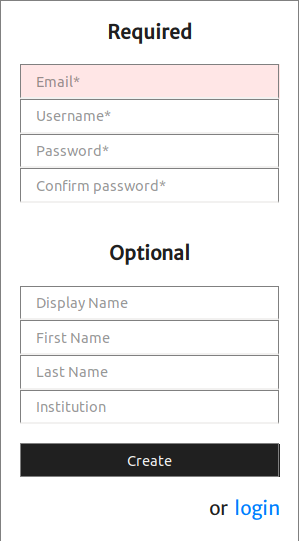 Required
Email*
Username*
Password*
Confirm password*
Optional
Display Name
First Name
Last Name
Institution
Create
or login